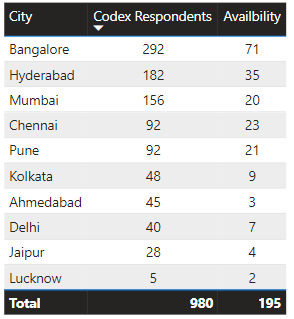 City Codex Respondents Availbility
Bangalore 292 71
Hyderabad 182 35
Mumbai 156 20
Chennai 92 23
Pune 92 21
Kolkata 48 9
Ahmedabad 45 3
Delhi 40 7
Jaipur 28 4
Lucknow 5 2
Total 980 195